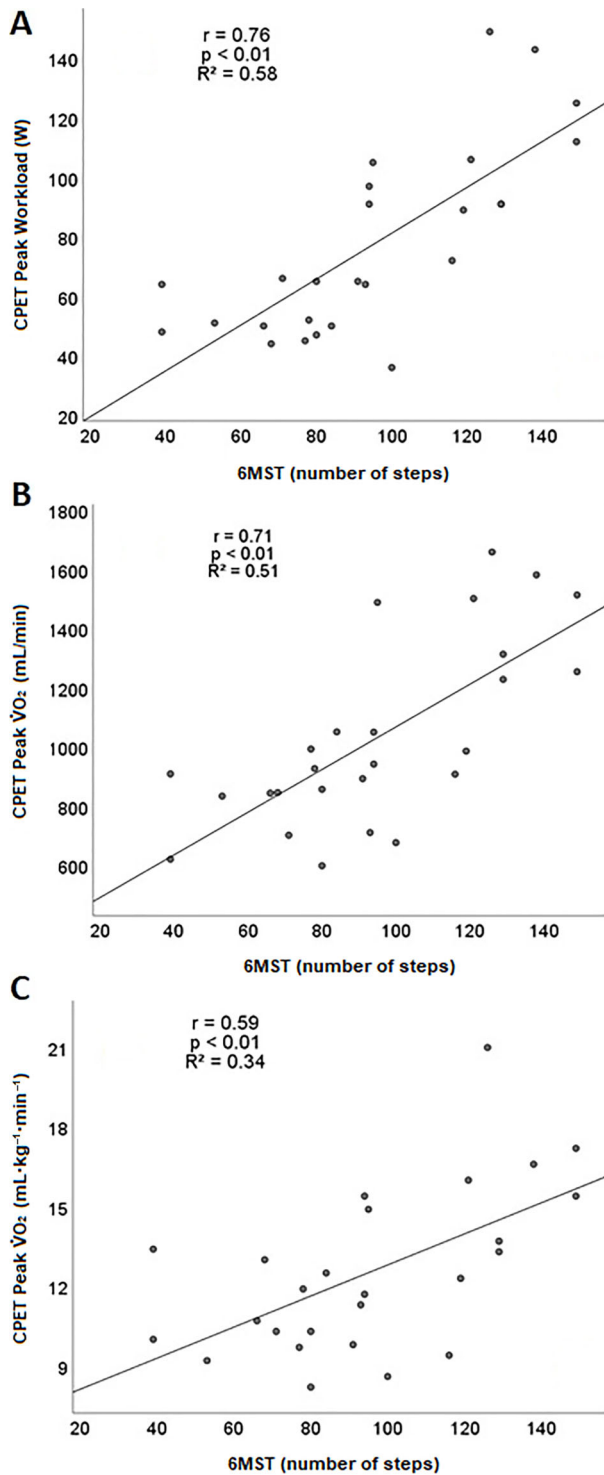 A
r = 0.76
p < 0.01
R² = 0.58
140
120
100
80
60
40
20
CPET Peak Workload (W)
20 40 60 80 100 120 140
6MST (number of steps)
B
r = 0.71
p < 0.01
R² = 0.51
1800
1600
1400
1200
1000
800
600
CPET Peak V̇O₂ (mL/min)
20 40 60 80 100 120 140
6MST (number of steps)
C
r = 0.59
p < 0.01
R² = 0.34
21
18
15
12
9
CPET Peak V̇O₂ (mL·kg⁻¹·min⁻¹)
20 40 60 80 100 120 140
6MST (number of steps)